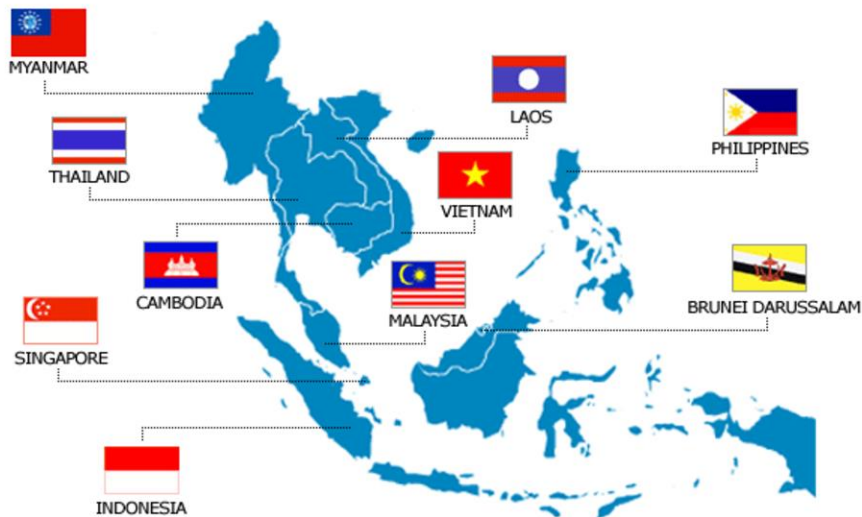 MYANMAR
LAOS
PHILIPPINES
THAILAND
VIETNAM
CAMBODIA
MALAYSIA
BRUNEI DARUSSALAM
SINGAPORE
INDONESIA